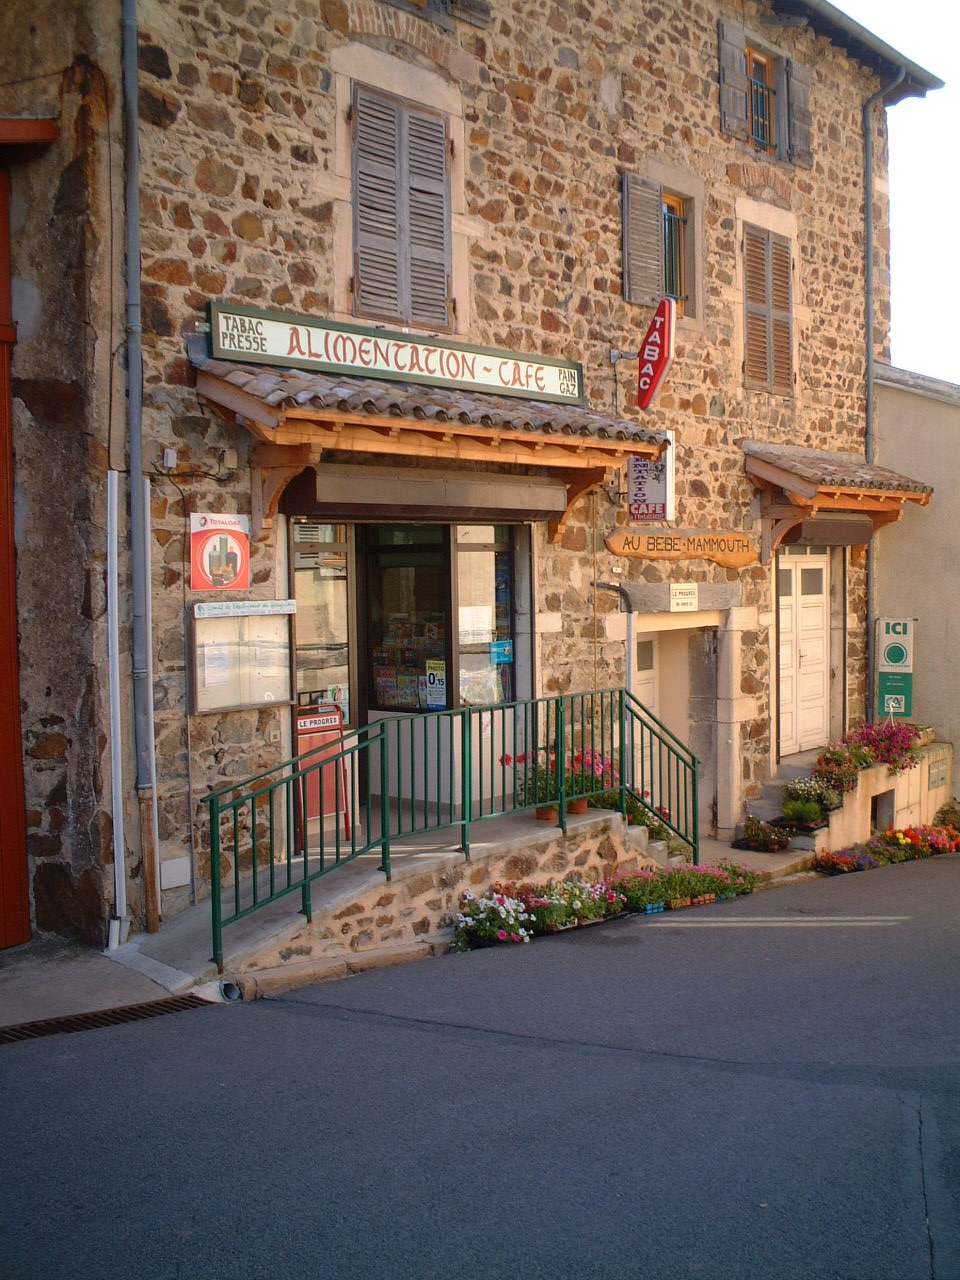 TABAC
PRESSE
ALIMENTATION - CAFE
PAIN
GAZ
TABAC
CAFE
AU BEBE-MAMMOUTH
TOTALGAZ
LE PROGRES
LE PROGRES
PHOTO
0,15
ICI
CA